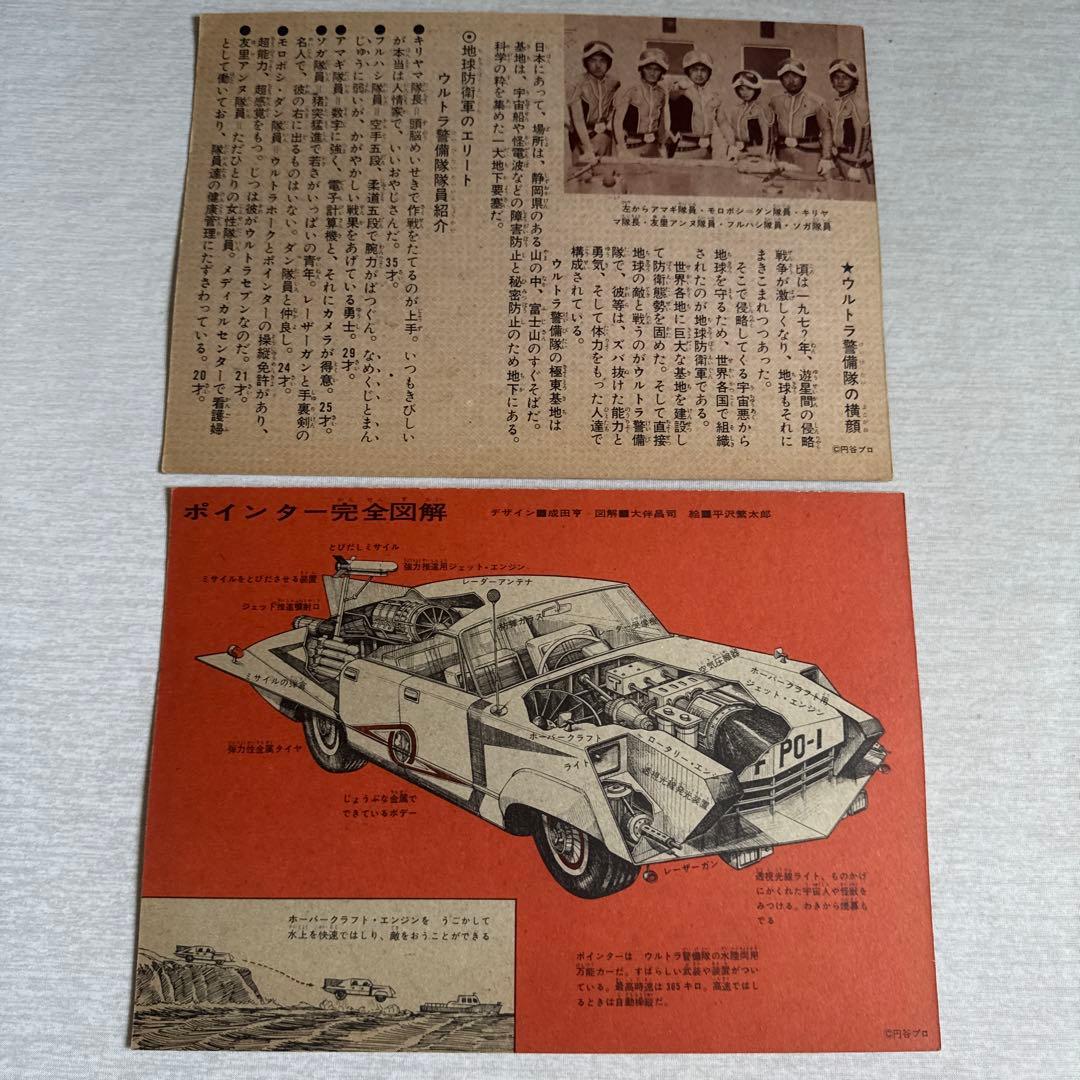 左からアマギ隊員・モロボシ=ダン隊員・キリヤ
マ隊長・友里アンヌ隊員・フルハシ隊員・ソガ隊員
★ウルトラ警備隊の横顔
頃は一九七?年、遊星間の侵略
戦争が激しくなり、地球もそれに
まきこまれつつあった。
そこで侵略してくる宇宙悪から
地球を守るため、世界各国で組織
されたのが地球防衛軍である。
世界各地に巨大な基地を建設し
て防衛態勢を固めた。そして直接
地球の敵と戦うのがウルトラ警備
隊で、彼等は、ズバ抜けた能力と
勇気、そして体力をもった人達で
構成されている。
ウルトラ警備隊の極東基地は
日本にあって、場所は、静岡県のある山の中、富士山のすぐそばだ。
基地は、宇宙船や怪電波などの障害防止と秘密防止のため地下にある。
科学の粋を集めた一大地下要塞だ。
◉地球防衛軍のエリート
ウルトラ警備隊隊員紹介
●キリヤマ隊長=頭脳めいせきで作戦をたてるのが上手。いつもきびしい
が本当は人情家で、いいおやじさんだ。35才。
●フルハシ隊員=空手五段、柔道五段で腕力がばつぐん。なめくじとまん
じゅうに弱いが、かがやかしい戦果をあげている勇士。29才。
●アマギ隊員=数字に強く、電子計算機と、それにカメラが得意。25才。
●ソガ隊員=猪突猛進で若さがいっぱいの青年。レーザーガンと手裏剣の
名人で、彼の右に出るものはいない。ダン隊員と仲良し。24才。
●モロボシ・ダン隊員=ウルトラホークとポインターの操縦免許があり、
超能力、超感覚をもつ。じつは彼がウルトラセブンなのだ。21才。
●友里アンヌ隊員=ただひとりの女性隊員。メディカルセンターで看護婦
として働いており、隊員達の健康管理にたずさわっている。20才。
©円谷プロ
ポインター完全図解
デザイン■成田亨 図解■大伴昌司 絵■平沢繁太郎
とびだしミサイル
強力推進用ジェット・エンジン
ミサイルをとびださせる装置
レーダーアンテナ
ジェット推進噴射口
防弾ガラス
空気圧縮器
ホーバークラフト用
ジェット・エンジン
ミサイルの弾倉
弾力性金属タイヤ
ホーバークラフト
ライト
ロータリー・エンジン
透視光線発光装置
PO-1
じょうぶな金属で
できているボデー
レーザーガン
透視光線ライト、ものかげ
にかくれた宇宙人や怪獣を
みつける。わきから煙幕も
でる
ホーバークラフト・エンジンを うごかして
水上を快速ではしり、敵をおうことができる
ポインターは ウルトラ警備隊の水陸両用
万能カーだ。すばらしい武装や装置がつい
ている。最高時速は365キロ。高速ではし
るときは自動操縦だ。
©円谷プロ